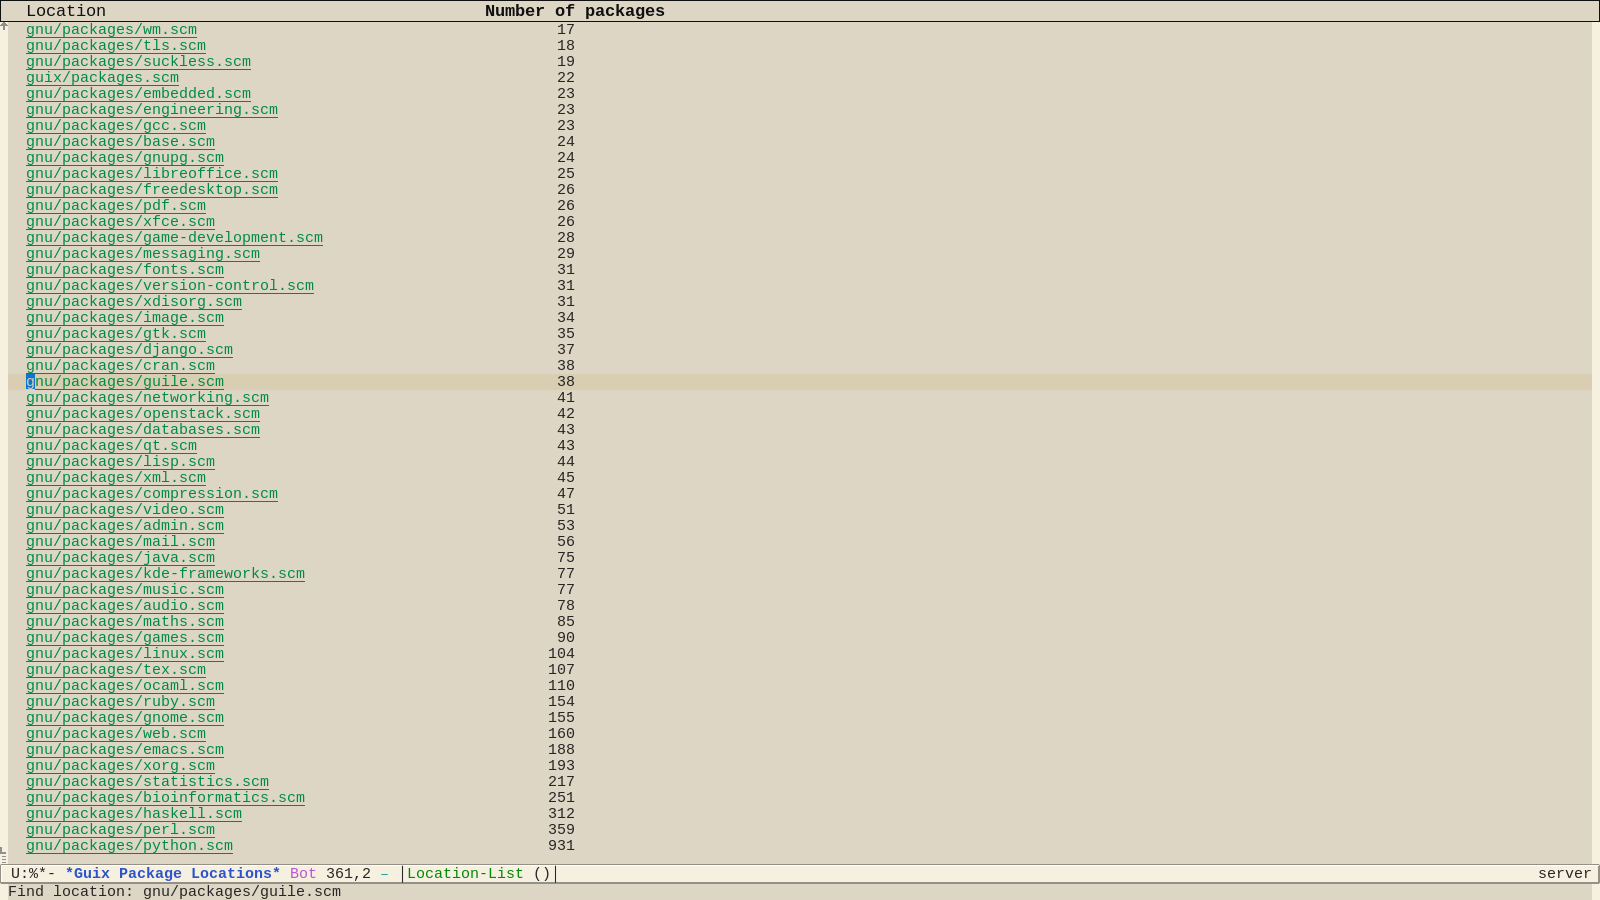 Location Number of packages
gnu/packages/wm.scm 17
gnu/packages/tls.scm 18
gnu/packages/suckless.scm 19
guix/packages.scm 22
gnu/packages/embedded.scm 23
gnu/packages/engineering.scm 23
gnu/packages/gcc.scm 23
gnu/packages/base.scm 24
gnu/packages/gnupg.scm 24
gnu/packages/libreoffice.scm 25
gnu/packages/freedesktop.scm 26
gnu/packages/pdf.scm 26
gnu/packages/xfce.scm 26
gnu/packages/game-development.scm 28
gnu/packages/messaging.scm 29
gnu/packages/fonts.scm 31
gnu/packages/version-control.scm 31
gnu/packages/xdisorg.scm 31
gnu/packages/image.scm 34
gnu/packages/gtk.scm 35
gnu/packages/django.scm 37
gnu/packages/cran.scm 38
gnu/packages/guile.scm 38
gnu/packages/networking.scm 41
gnu/packages/openstack.scm 42
gnu/packages/databases.scm 43
gnu/packages/qt.scm 43
gnu/packages/lisp.scm 44
gnu/packages/xml.scm 45
gnu/packages/compression.scm 47
gnu/packages/video.scm 51
gnu/packages/admin.scm 53
gnu/packages/mail.scm 56
gnu/packages/java.scm 75
gnu/packages/kde-frameworks.scm 77
gnu/packages/music.scm 77
gnu/packages/audio.scm 78
gnu/packages/maths.scm 85
gnu/packages/games.scm 90
gnu/packages/linux.scm 104
gnu/packages/tex.scm 107
gnu/packages/ocaml.scm 110
gnu/packages/ruby.scm 154
gnu/packages/gnome.scm 155
gnu/packages/web.scm 160
gnu/packages/emacs.scm 188
gnu/packages/xorg.scm 193
gnu/packages/statistics.scm 217
gnu/packages/bioinformatics.scm 251
gnu/packages/haskell.scm 312
gnu/packages/perl.scm 359
gnu/packages/python.scm 931
U:%*- *Guix Package Locations* Bot 361,2 – |Location-List ()| server
Find location: gnu/packages/guile.scm